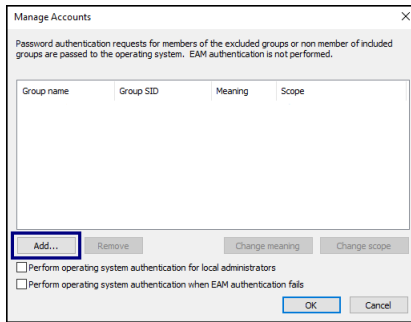 Manage Accounts
Password authentication requests for members of the excluded groups or non member of included
groups are passed to the operating system. EAM authentication is not performed.
Group name Group SID Meaning Scope
Add... Remove Change meaning Change scope
Perform operating system authentication for local administrators
Perform operating system authentication when EAM authentication fails
OK Cancel